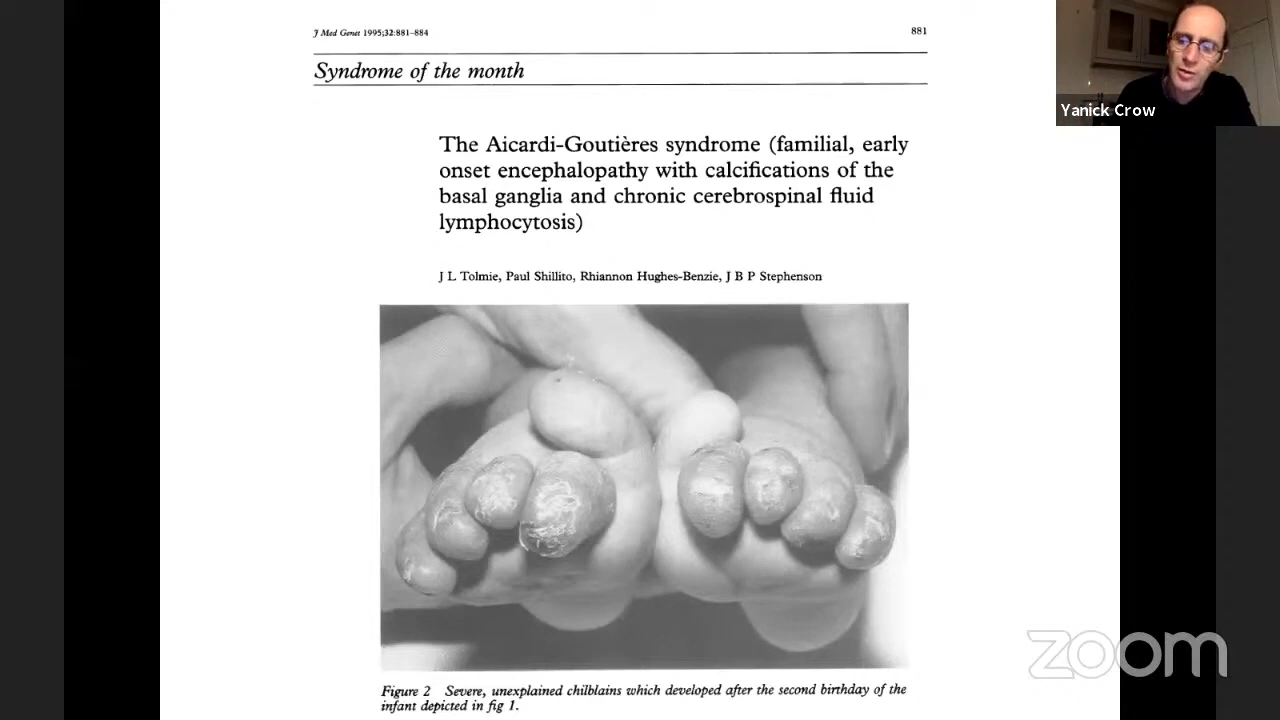 J Med Genet 1995;32:881–884
881
Syndrome of the month
The Aicardi-Goutières syndrome (familial, early
onset encephalopathy with calcifications of the
basal ganglia and chronic cerebrospinal fluid
lymphocytosis)
J L Tolmie, Paul Shillito, Rhiannon Hughes-Benzie, J B P Stephenson
Figure 2 Severe, unexplained chilblains which developed after the second birthday of the
infant depicted in fig 1.
Yanick Crow
zoom